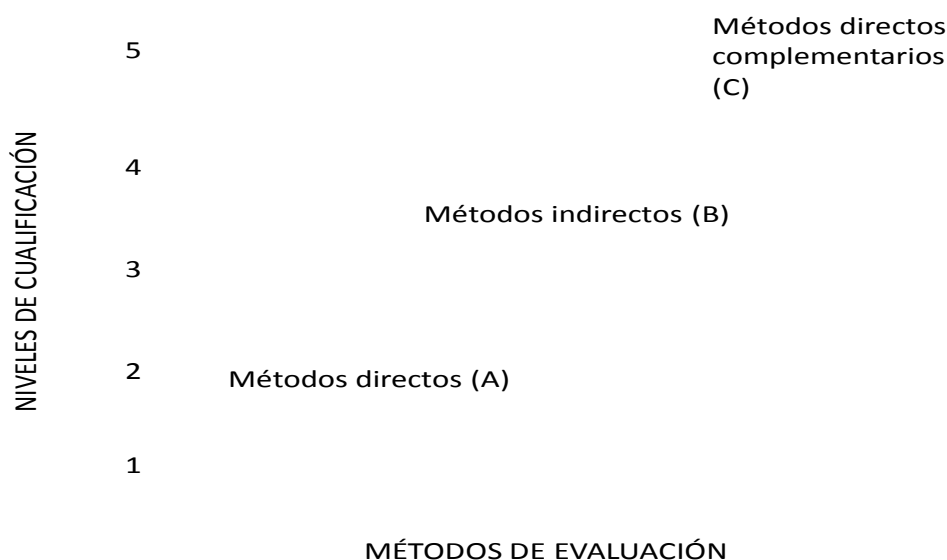 Métodos directos
complementarios
(C)
5
4
Métodos indirectos (B)
3
2
Métodos directos (A)
1
NIVELES DE CUALIFICACIÓN
MÉTODOS DE EVALUACIÓN